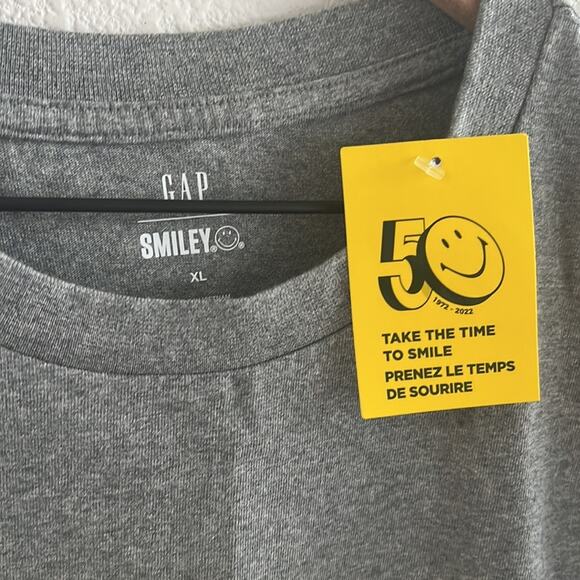 GAP
SMILEY®
XL
50
1972 - 2022
TAKE THE TIME
TO SMILE
PRENEZ LE TEMPS
DE SOURIRE